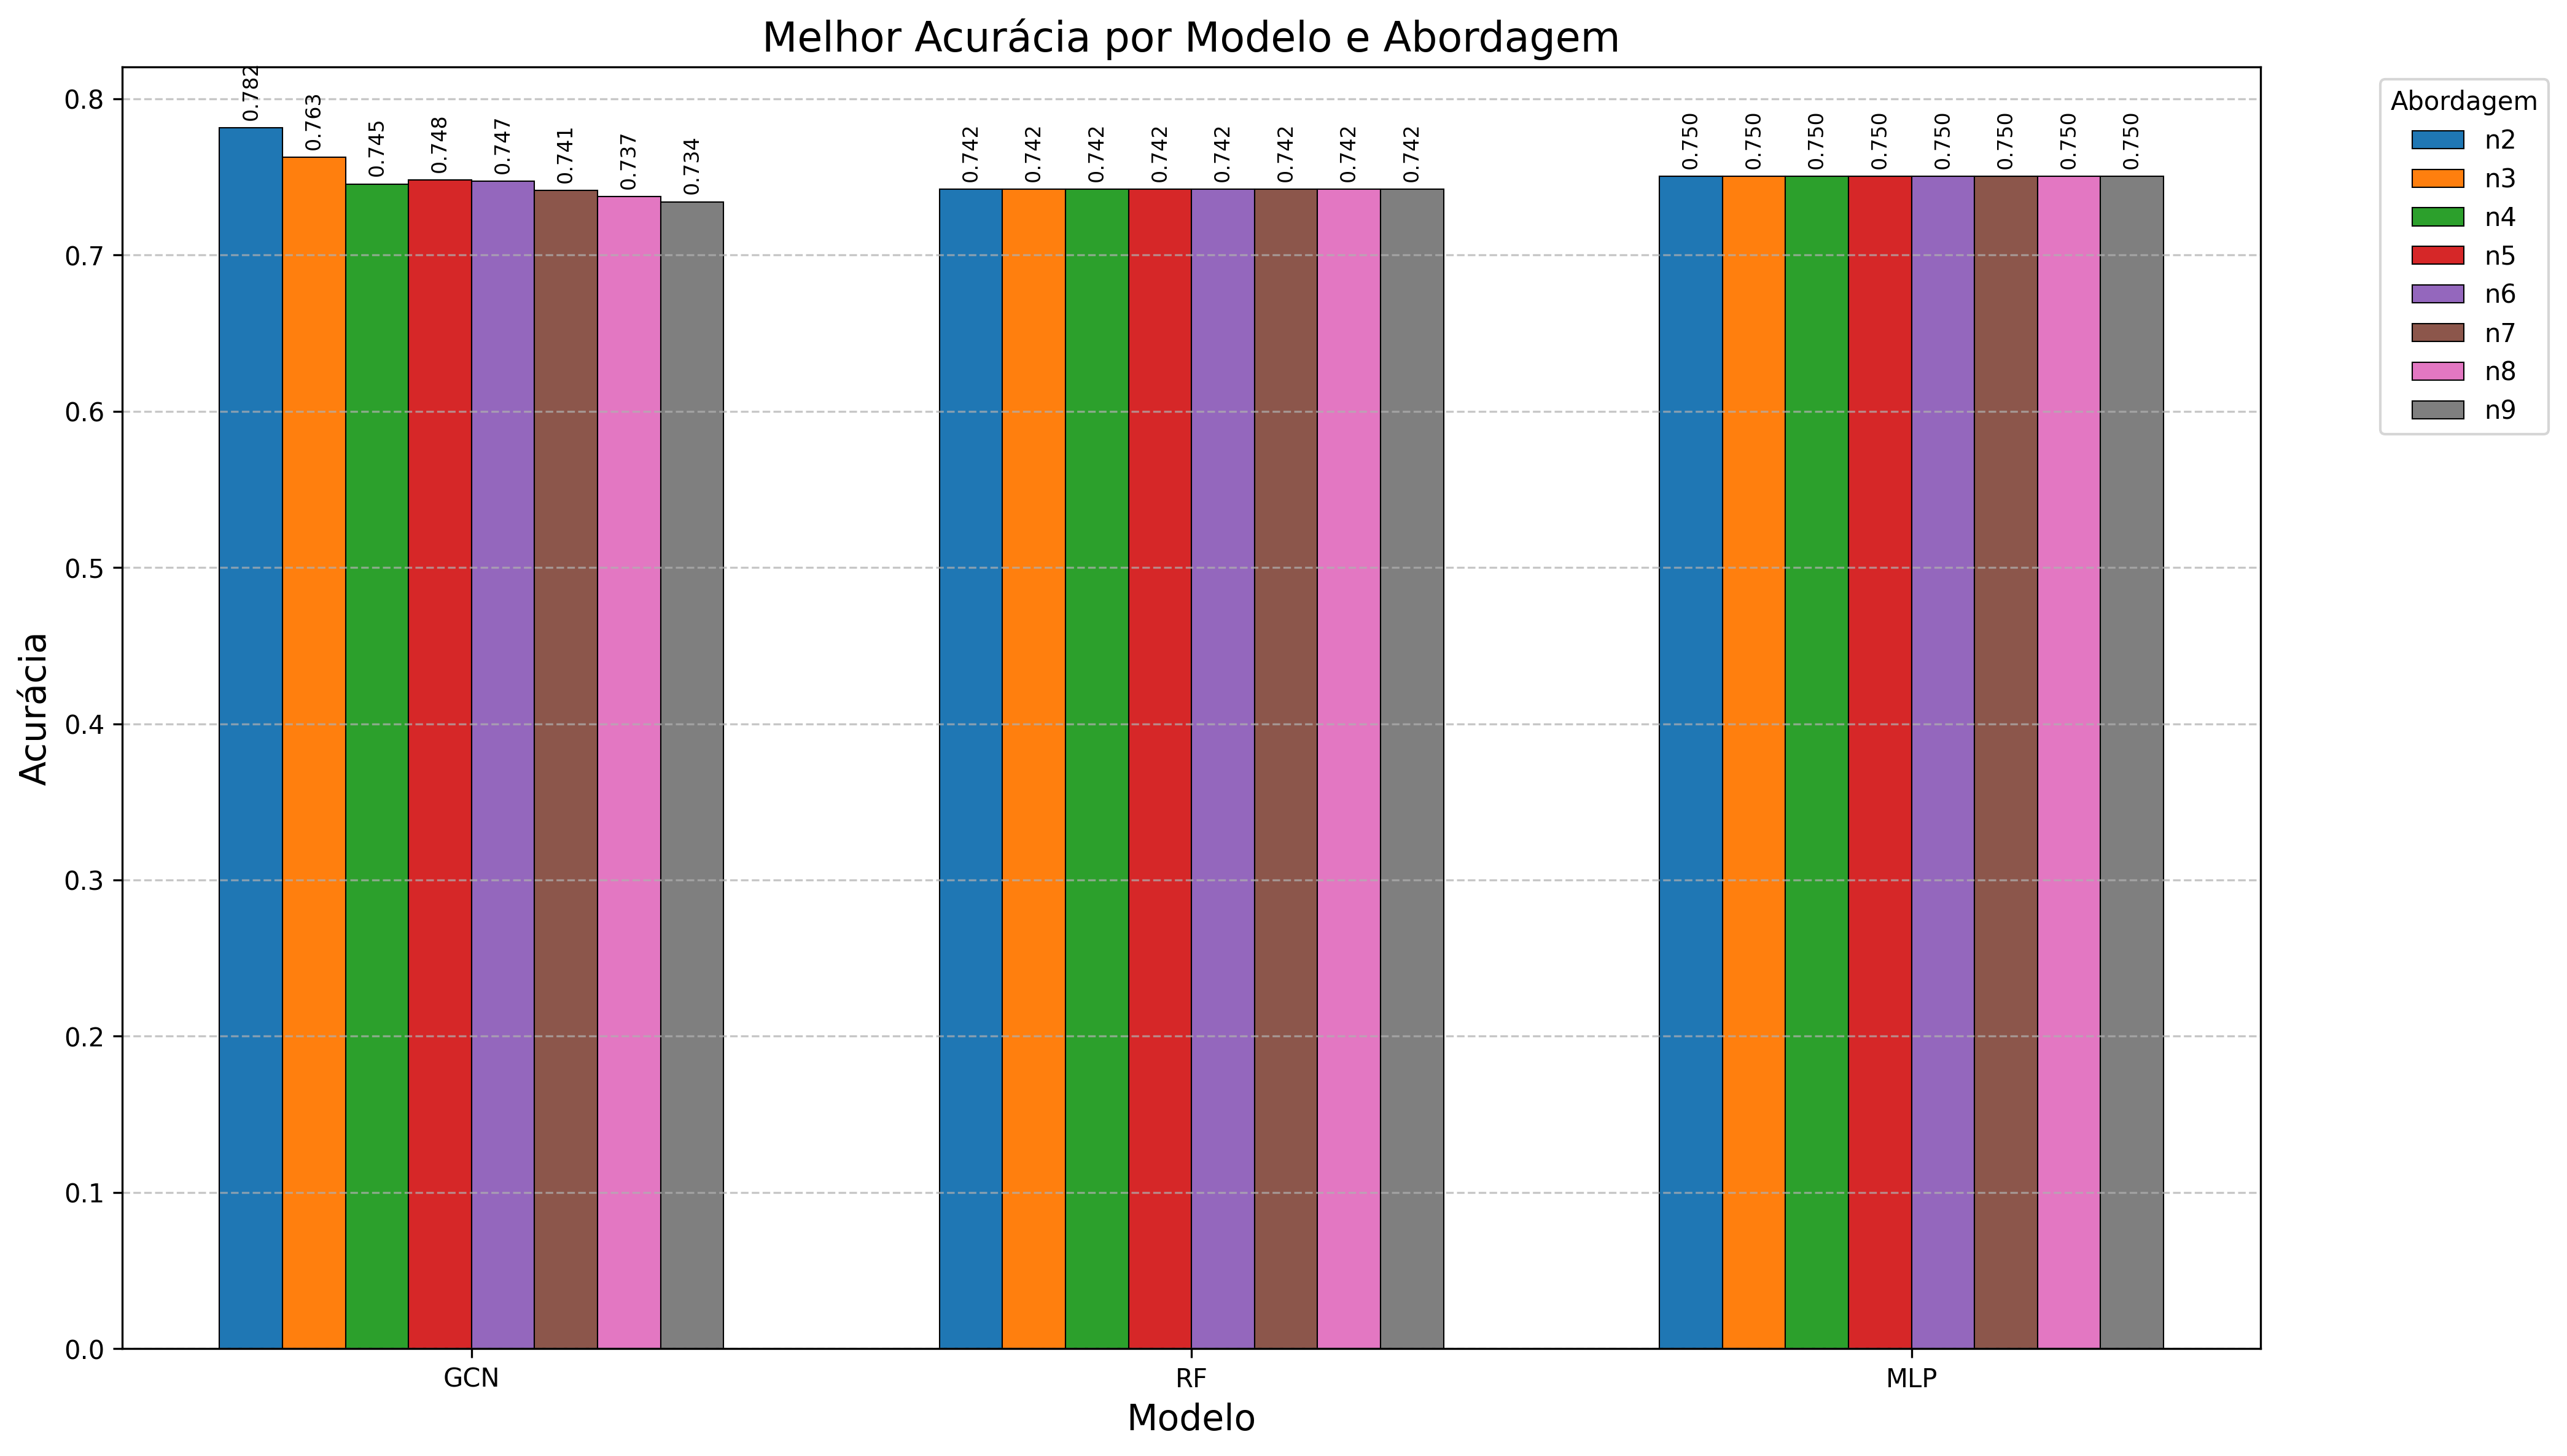 Melhor Acurácia por Modelo e Abordagem
Acurácia
0.8
0.7
0.6
0.5
0.4
0.3
0.2
0.1
0.0
0.782
0.763
0.745
0.748
0.747
0.741
0.737
0.734
0.742
0.742
0.742
0.742
0.742
0.742
0.742
0.742
0.750
0.750
0.750
0.750
0.750
0.750
0.750
0.750
GCN
RF
MLP
Modelo
Abordagem
n2
n3
n4
n5
n6
n7
n8
n9